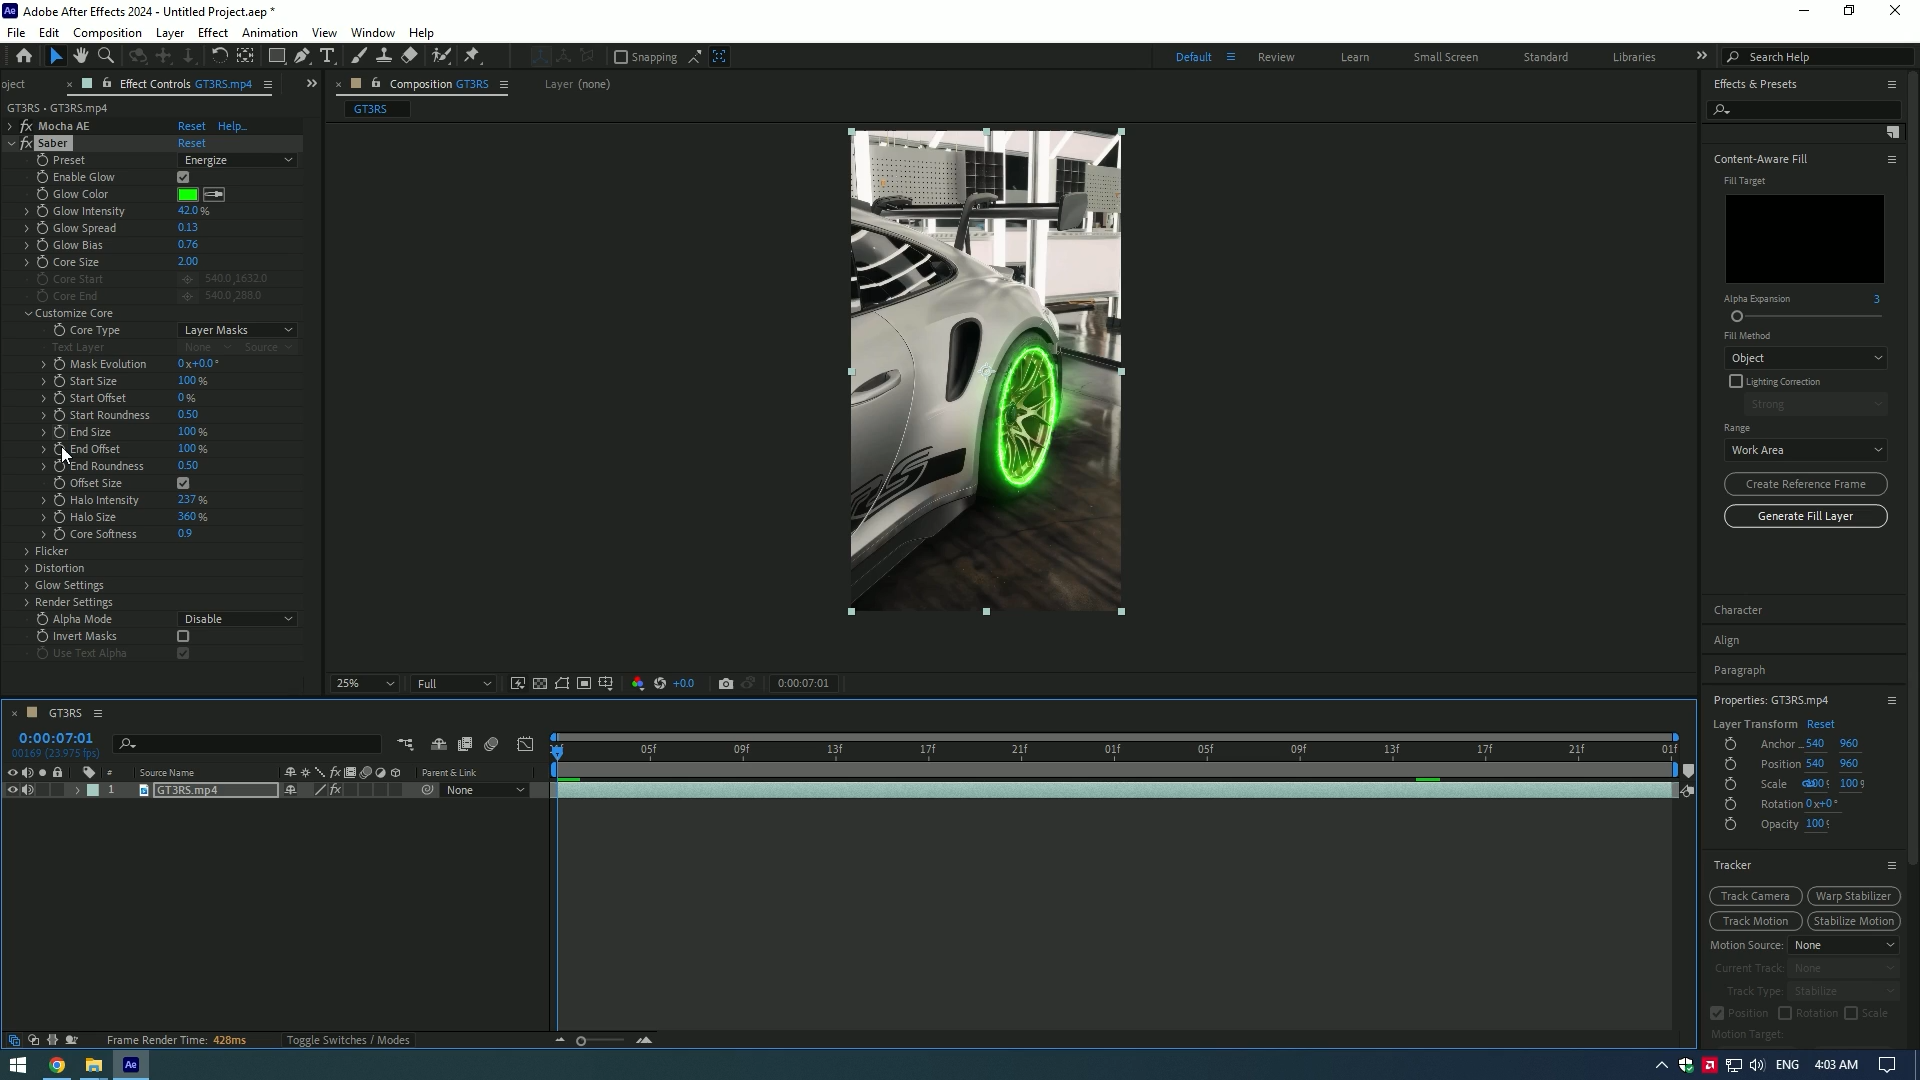 Adobe After Effects 2024 - Untitled Project.aep *
File Edit Composition Layer Effect Animation View Window Help
Snapping
Default Review Learn Small Screen Standard Libraries
Search Help
oject
Effect Controls GT3RS.mp4
Composition GT3RS
Layer (none)
GT3RS
GT3RS • GT3RS.mp4
fx Mocha AE Reset Help...
fx Saber Reset
Preset Energize
Enable Glow
Glow Color
Glow Intensity 42.0 %
Glow Spread 0.13
Glow Bias 0.76
Core Size 2.00
Core Start 540.0,1632.0
Core End 540.0,288.0
Customize Core
Core Type Layer Masks
Text Layer None Source
Mask Evolution 0x+0.0°
Start Size 100 %
Start Offset 0 %
Start Roundness 0.50
End Size 100 %
End Offset 100 %
End Roundness 0.50
Offset Size
Halo Intensity 237 %
Halo Size 360 %
Core Softness 0.9
Flicker
Distortion
Glow Settings
Render Settings
Alpha Mode Disable
Invert Masks
Use Text Alpha
RS
25% Full +0.0 0:00:07:01
Effects & Presets
Content-Aware Fill
Fill Target
Alpha Expansion 3
Fill Method
Object
Lighting Correction
Strong
Range
Work Area
Create Reference Frame
Generate Fill Layer
Character
Align
Paragraph
Properties: GT3RS.mp4
Layer Transform Reset
Anchor ... 540 960
Position 540 960
Scale 100 % 100 %
Rotation 0x+0°
Opacity 100 %
Tracker
Track Camera Warp Stabilizer
Track Motion Stabilize Motion
Motion Source: None
Current Track: None
Track Type: Stabilize
Position Rotation Scale
Motion Target:
GT3RS
0:00:07:01
00169 (23.976 fps)
05f 09f 13f 17f 21f 01f 05f 09f 13f 17f 21f 01f
# Source Name fx Parent & Link
1 GT3RS.mp4 fx None
Frame Render Time: 428ms Toggle Switches / Modes
Ae
ENG 4:03 AM